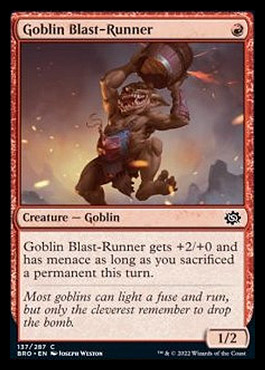 Goblin Blast-Runner
Creature — Goblin
Goblin Blast-Runner gets +2/+0 and
has menace as long as you sacrificed
a permanent this turn.
Most goblins can light a fuse and run,
but only the cleverest remember to drop
the bomb.
1/2
137/287 C
BRO • EN Joseph Weston
™ & © 2022 Wizards of the Coast